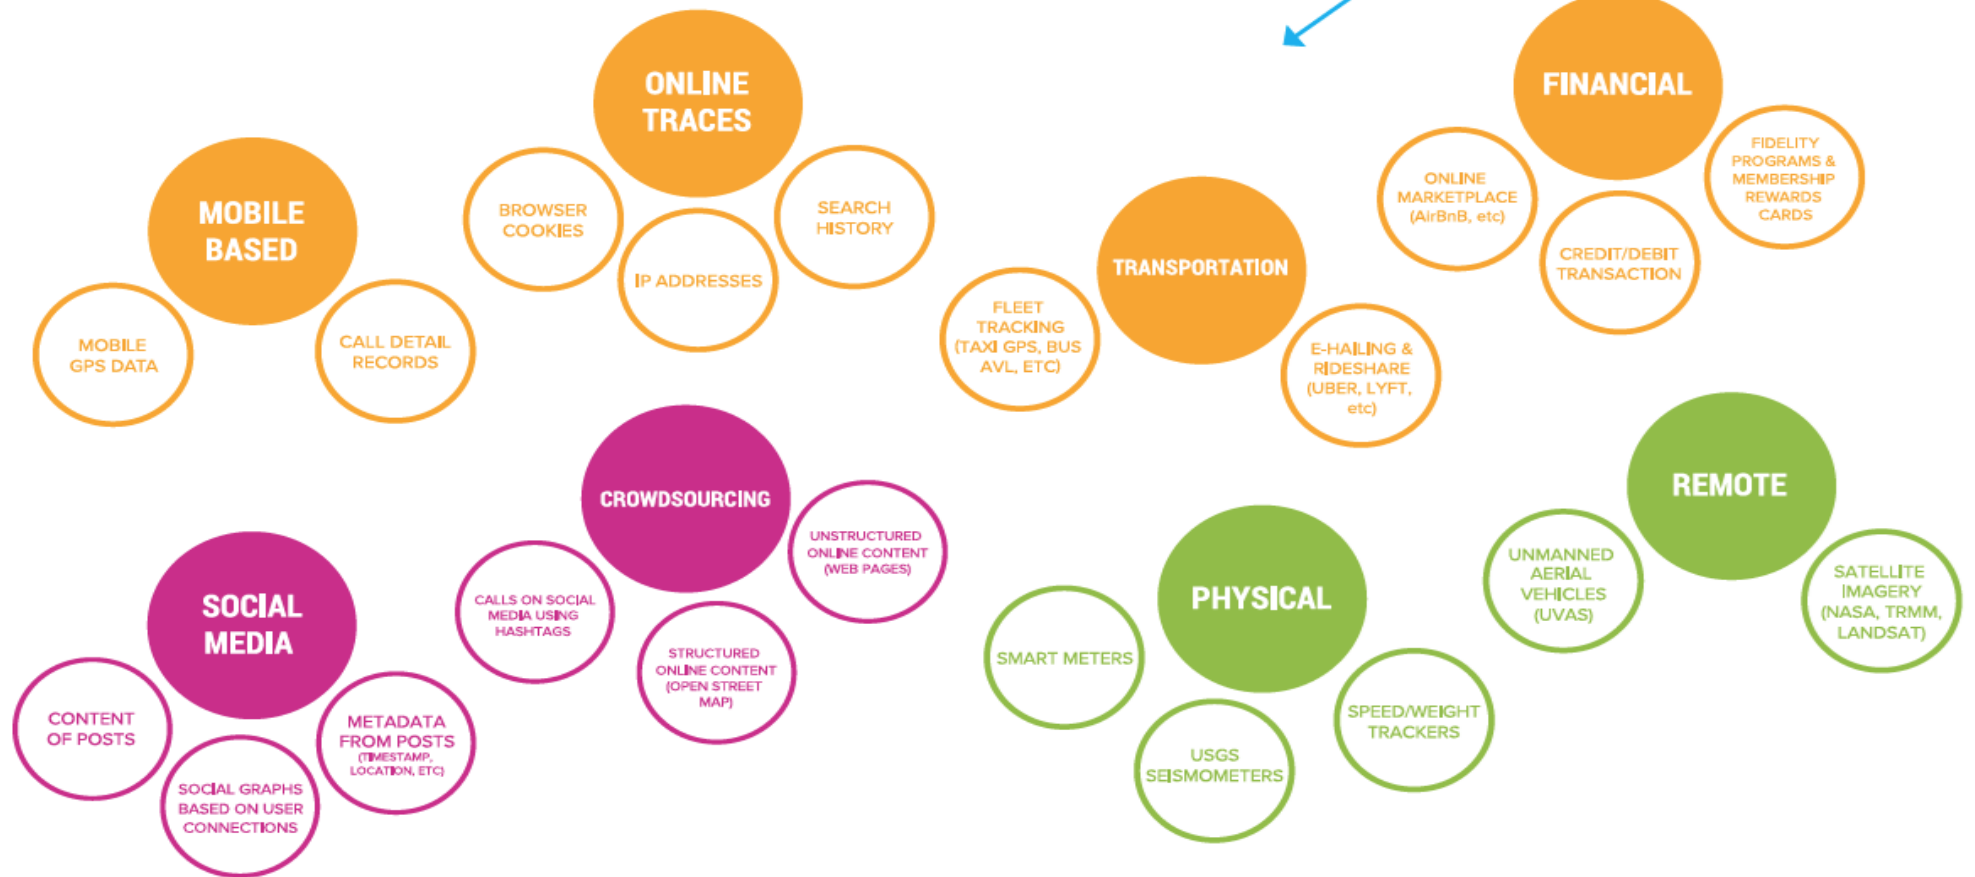 ONLINE
TRACES
BROWSER
COOKIES
IP ADDRESSES
SEARCH
HISTORY
FINANCIAL
ONLINE
MARKETPLACE
(AirBnB, etc)
CREDIT/DEBIT
TRANSACTION
FIDELITY
PROGRAMS &
MEMBERSHIP
REWARDS
CARDS
MOBILE
BASED
MOBILE
GPS DATA
CALL DETAIL
RECORDS
TRANSPORTATION
FLEET
TRACKING
(TAXI GPS, BUS
AVL, ETC)
E-HAILING &
RIDESHARE
(UBER, LYFT,
etc)
SOCIAL
MEDIA
CONTENT
OF POSTS
SOCIAL GRAPHS
BASED ON USER
CONNECTIONS
METADATA
FROM POSTS
(TIMESTAMP,
LOCATION, ETC)
CROWDSOURCING
CALLS ON SOCIAL
MEDIA USING
HASHTAGS
STRUCTURED
ONLINE CONTENT
(OPEN STREET
MAP)
UNSTRUCTURED
ONLINE CONTENT
(WEB PAGES)
PHYSICAL
SMART METERS
USGS
SEISMOMETERS
SPEED/WEIGHT
TRACKERS
REMOTE
UNMANNED
AERIAL
VEHICLES
(UVAS)
SATELLITE
IMAGERY
(NASA, TRMM,
LANDSAT)